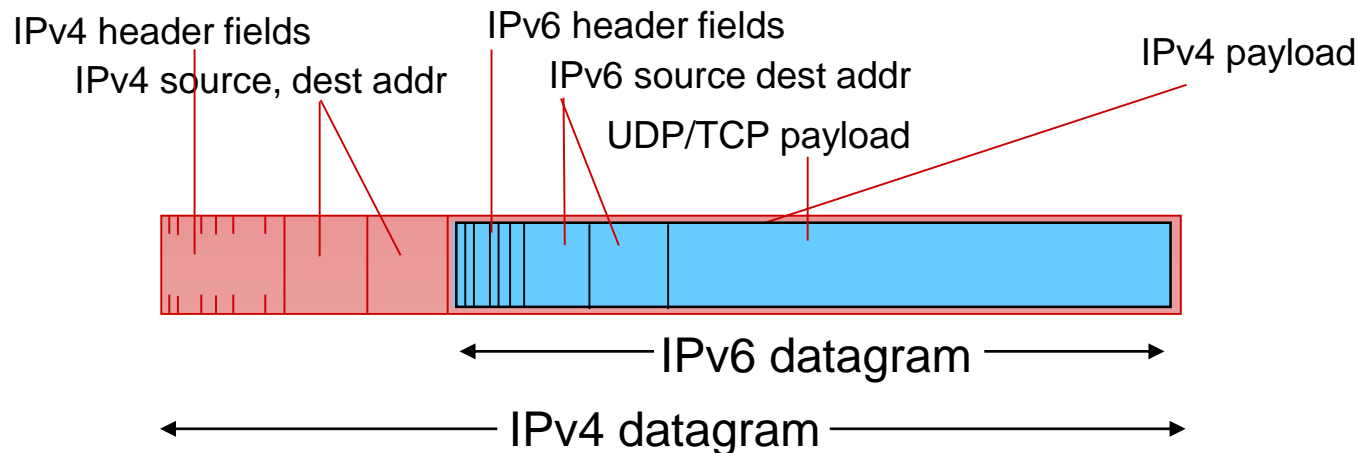 IPv4 header fields
IPv6 header fields
IPv4 payload
IPv4 source, dest addr
IPv6 source dest addr
UDP/TCP payload
IPv6 datagram
IPv4 datagram